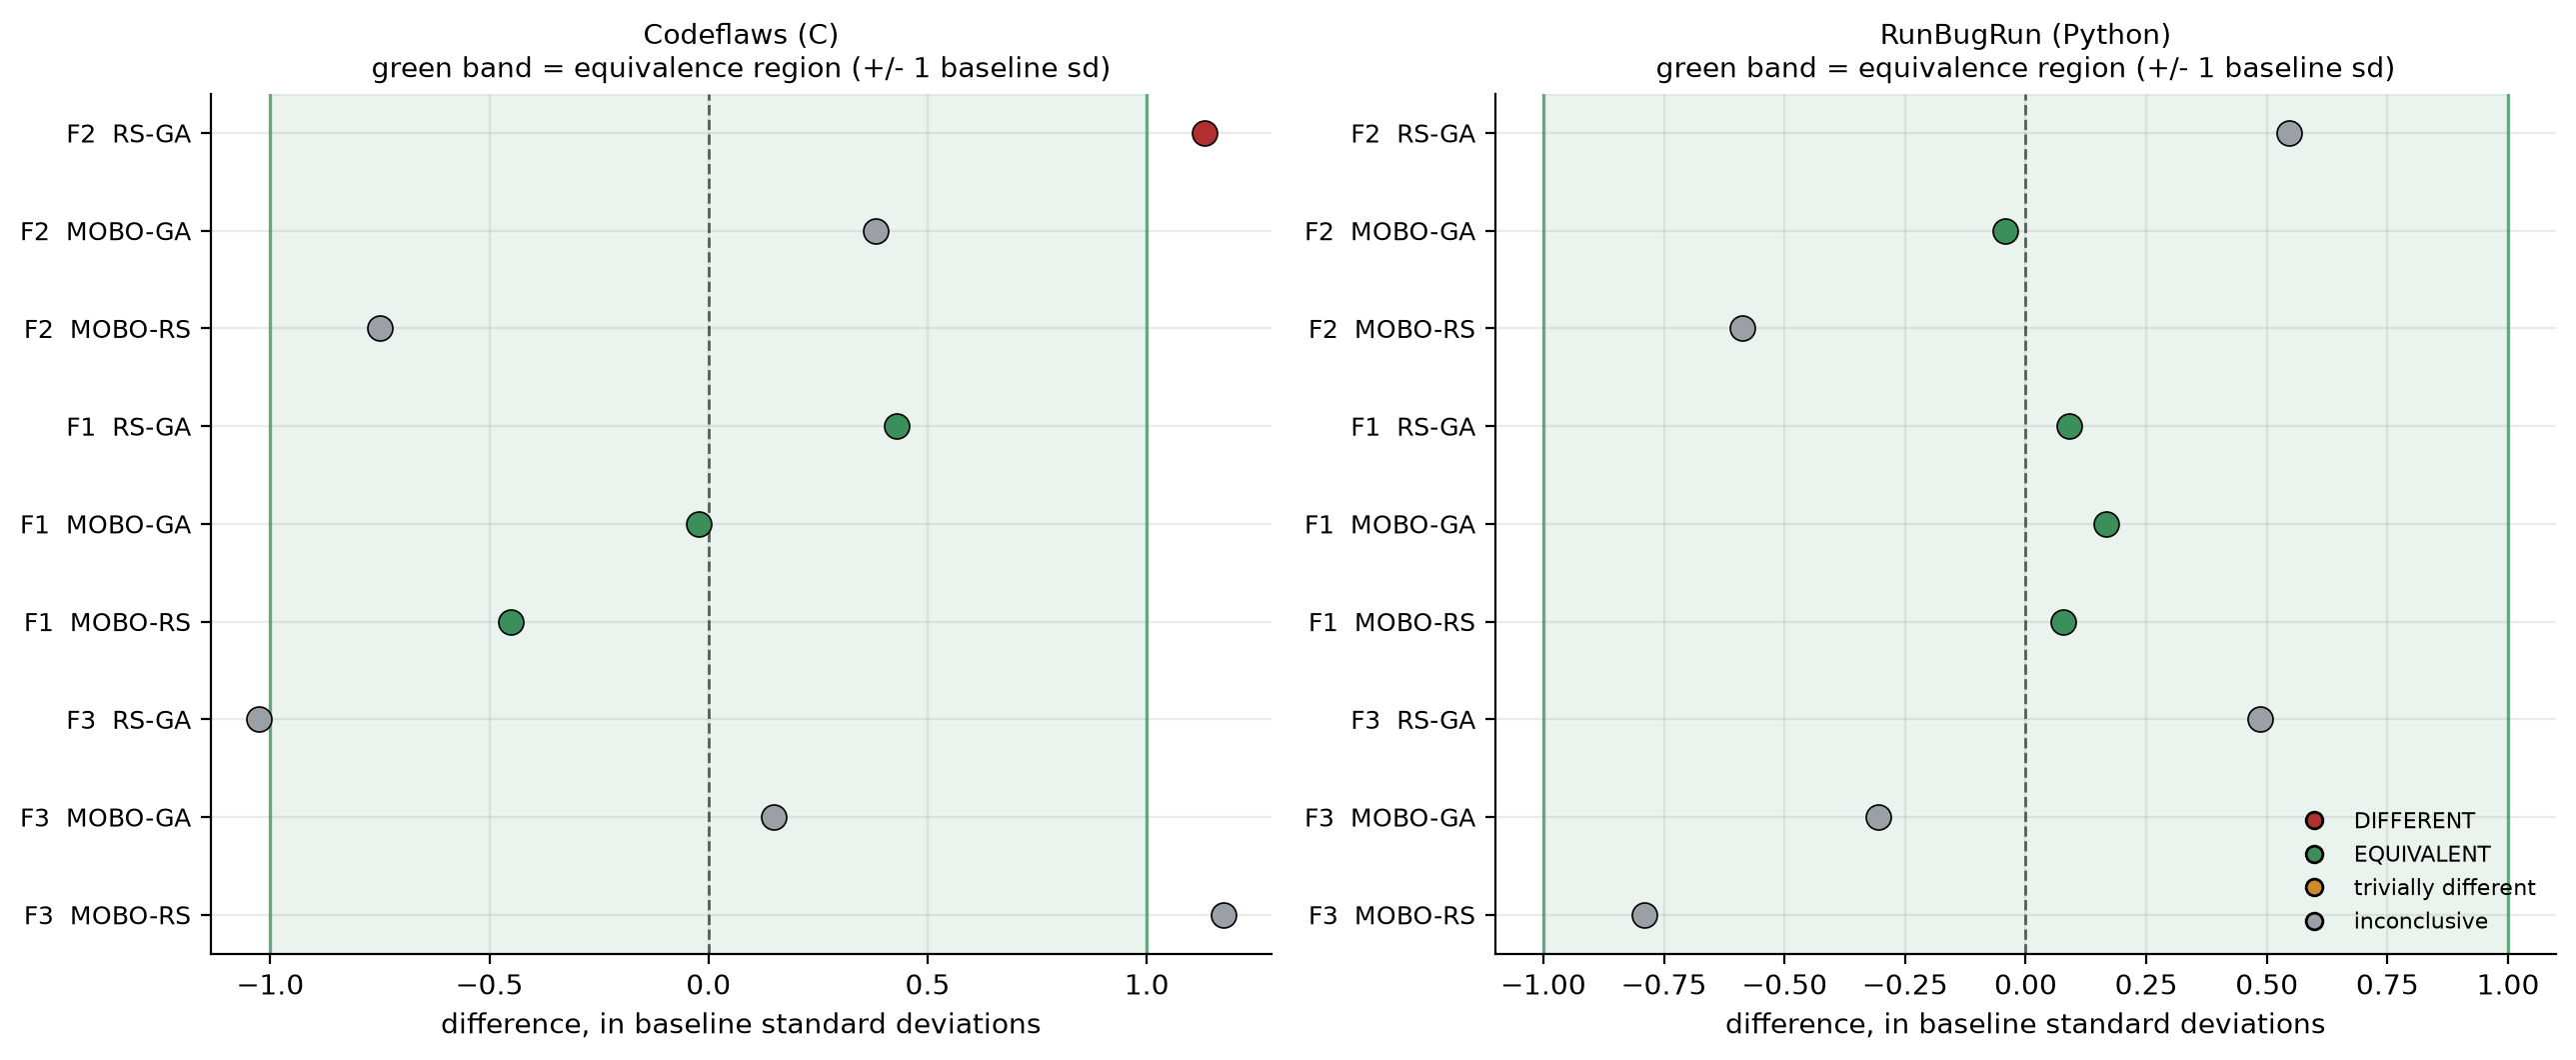 Codeflaws (C)
green band = equivalence region (+/- 1 baseline sd)
F2 RS-GA
F2 MOBO-GA
F2 MOBO-RS
F1 RS-GA
F1 MOBO-GA
F1 MOBO-RS
F3 RS-GA
F3 MOBO-GA
F3 MOBO-RS
−1.0 −0.5 0.0 0.5 1.0
difference, in baseline standard deviations
RunBugRun (Python)
green band = equivalence region (+/- 1 baseline sd)
F2 RS-GA
F2 MOBO-GA
F2 MOBO-RS
F1 RS-GA
F1 MOBO-GA
F1 MOBO-RS
F3 RS-GA
F3 MOBO-GA
F3 MOBO-RS
DIFFERENT
EQUIVALENT
trivially different
inconclusive
−1.00 −0.75 −0.50 −0.25 0.00 0.25 0.50 0.75 1.00
difference, in baseline standard deviations